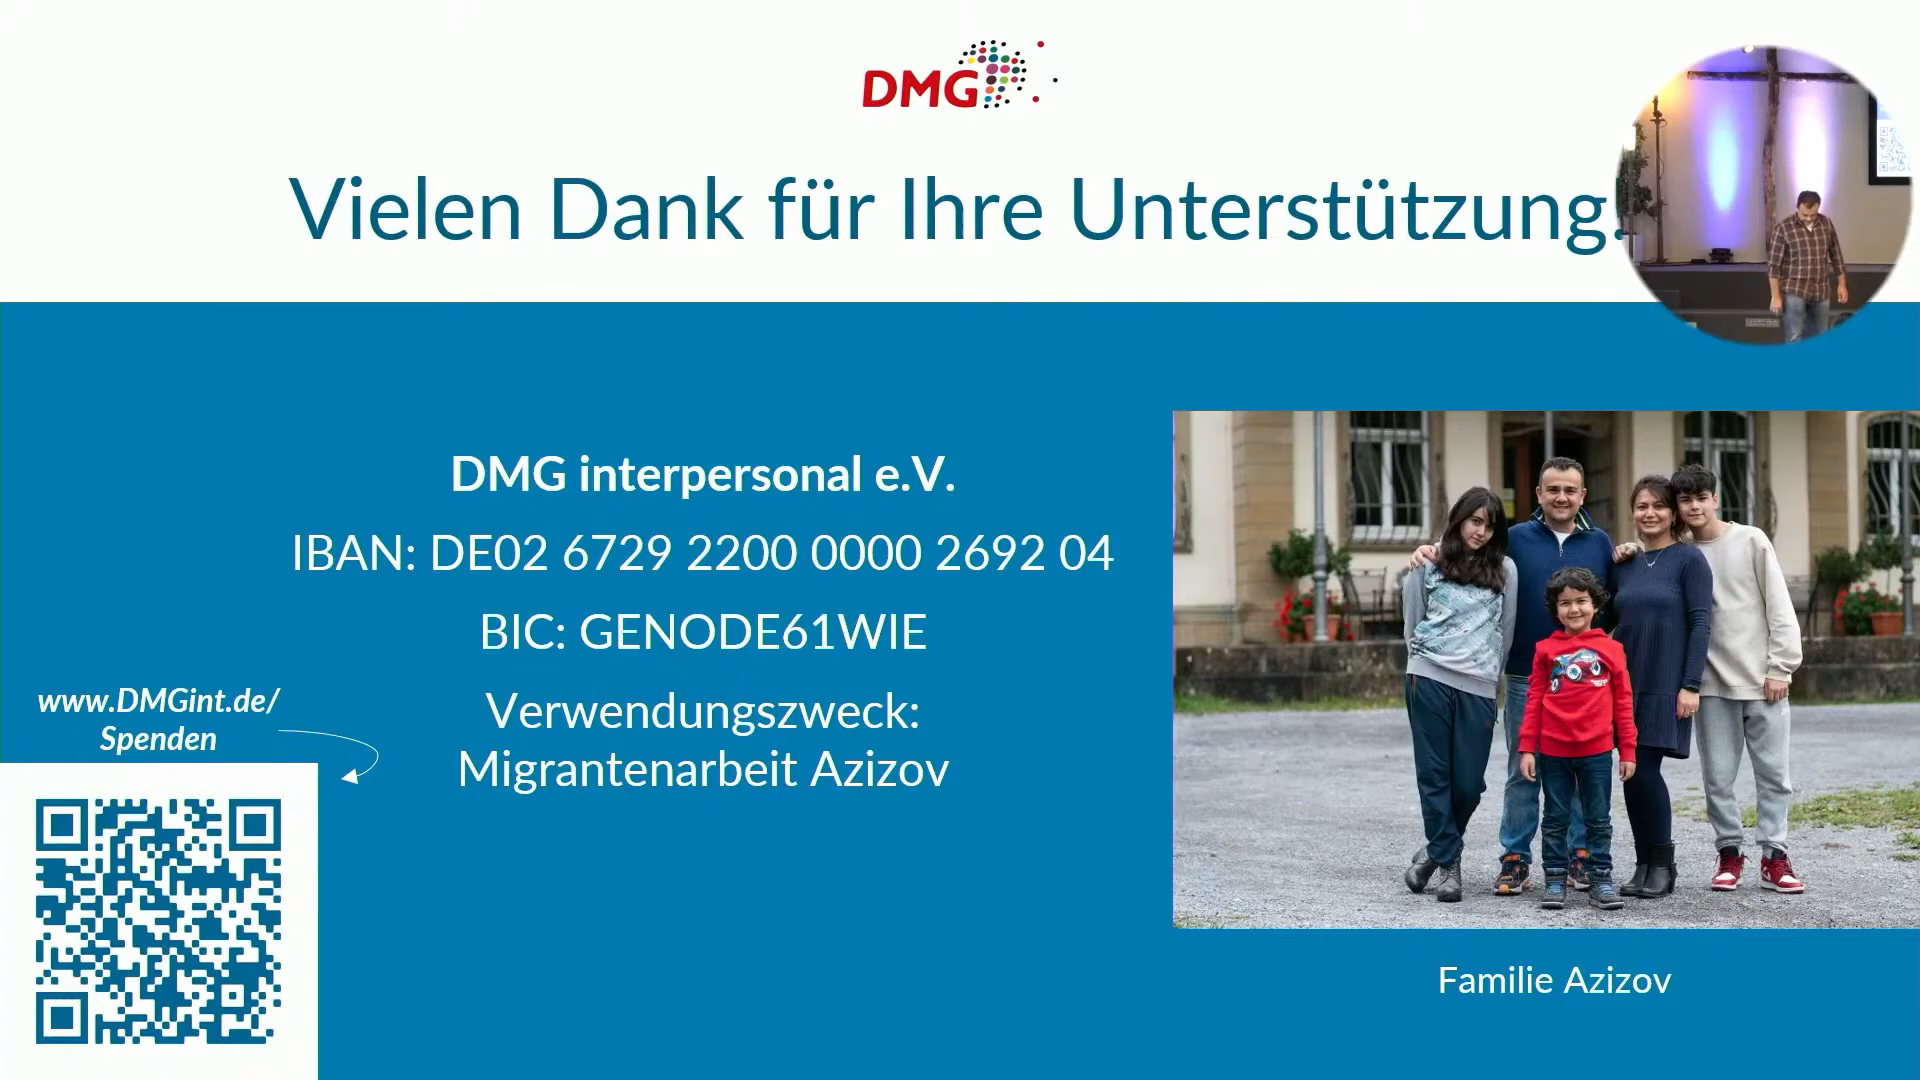 DMG
Vielen Dank für Ihre Unterstützung!
DMG interpersonal e.V.
IBAN: DE02 6729 2200 0000 2692 04
BIC: GENODE61WIE
Verwendungszweck:
Migrantenarbeit Azizov
www.DMGint.de/
Spenden
Familie Azizov